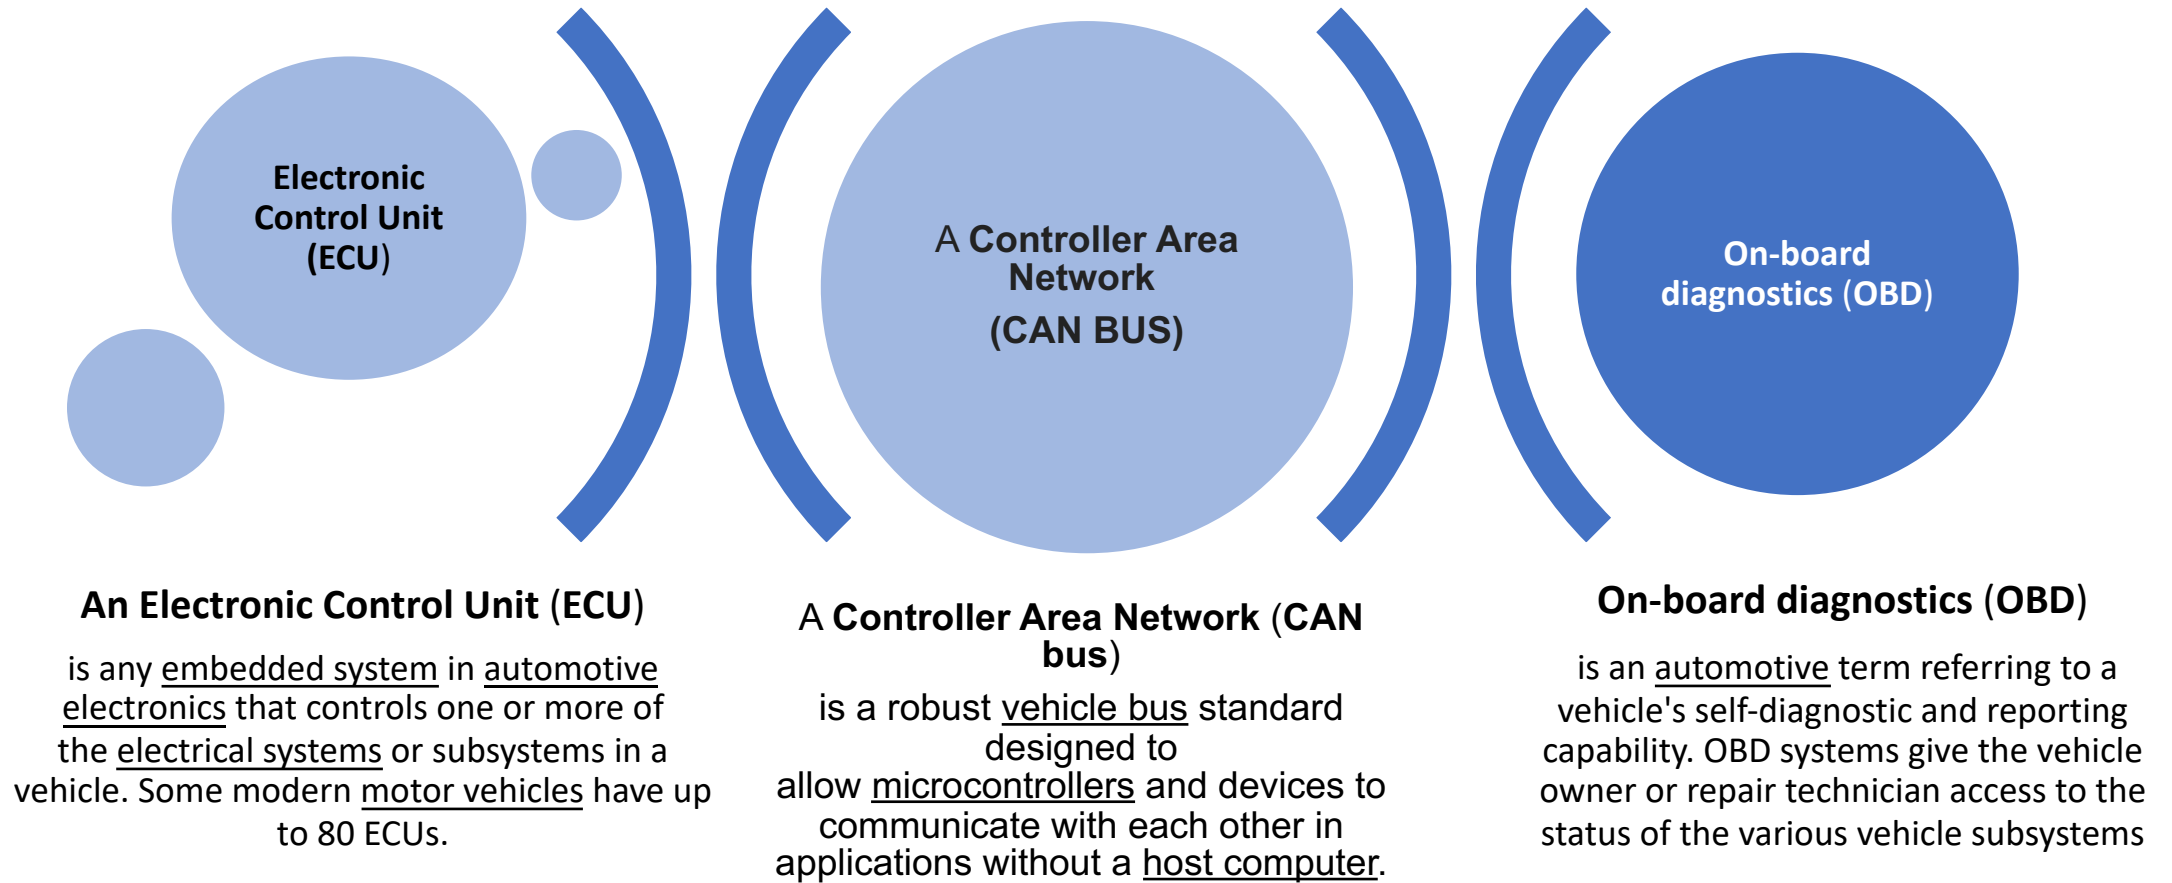 Electronic
Control Unit
(ECU)
A Controller Area
Network
(CAN BUS)
On-board
diagnostics (OBD)
An Electronic Control Unit (ECU)
is any embedded system in automotive
electronics that controls one or more of
the electrical systems or subsystems in a
vehicle. Some modern motor vehicles have up
to 80 ECUs.
A Controller Area Network (CAN
bus)
is a robust vehicle bus standard
designed to
allow microcontrollers and devices to
communicate with each other in
applications without a host computer.
On-board diagnostics (OBD)
is an automotive term referring to a
vehicle's self-diagnostic and reporting
capability. OBD systems give the vehicle
owner or repair technician access to the
status of the various vehicle subsystems